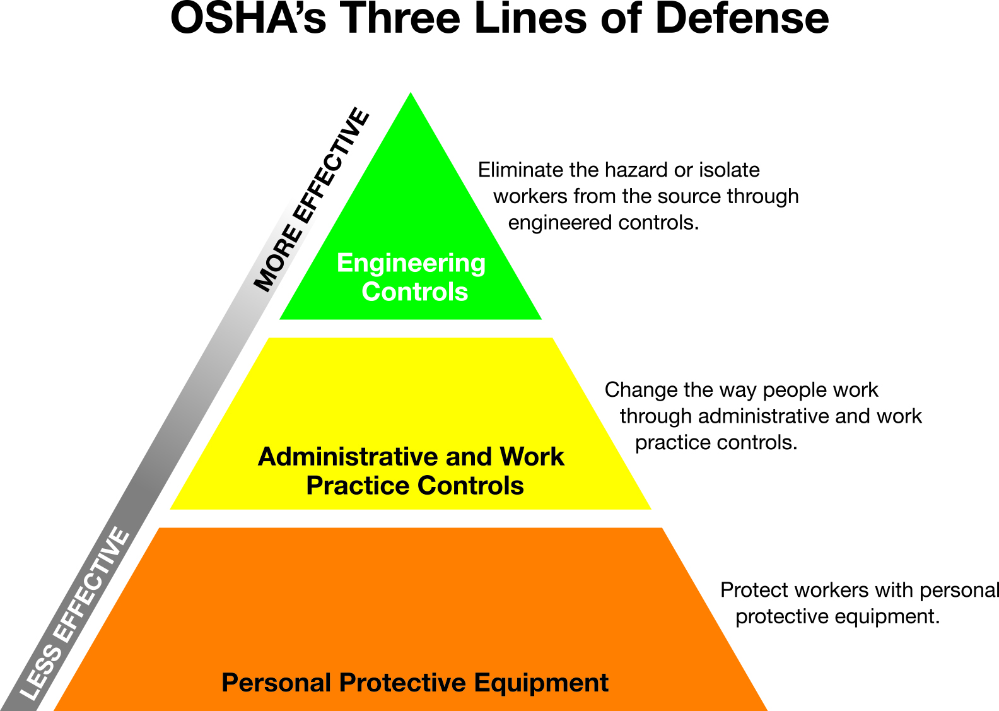 OSHA’s Three Lines of Defense
MORE EFFECTIVE
Eliminate the hazard or isolate
workers from the source through
engineered controls.
Engineering
Controls
Change the way people work
through administrative and work
practice controls.
Administrative and Work
Practice Controls
LESS EFFECTIVE
Protect workers with personal
protective equipment.
Personal Protective Equipment